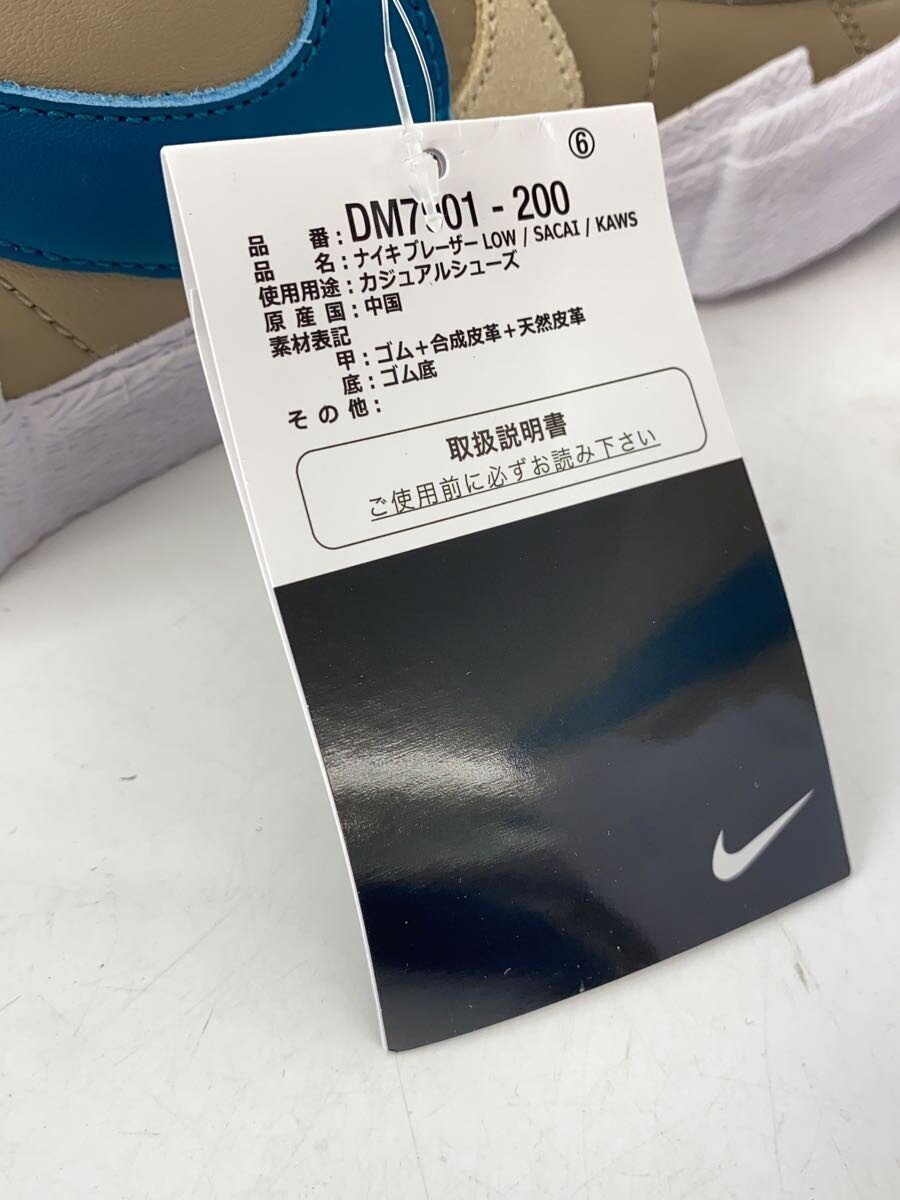 ⑥
品番:DM7901-200
品名:ナイキ ブレーザー LOW / SACAI / KAWS
使用用途:カジュアルシューズ
原産国:中国
素材表記
甲:ゴム+合成皮革+天然皮革
底:ゴム底
その他:
取扱説明書
ご使用前に必ずお読み下さい